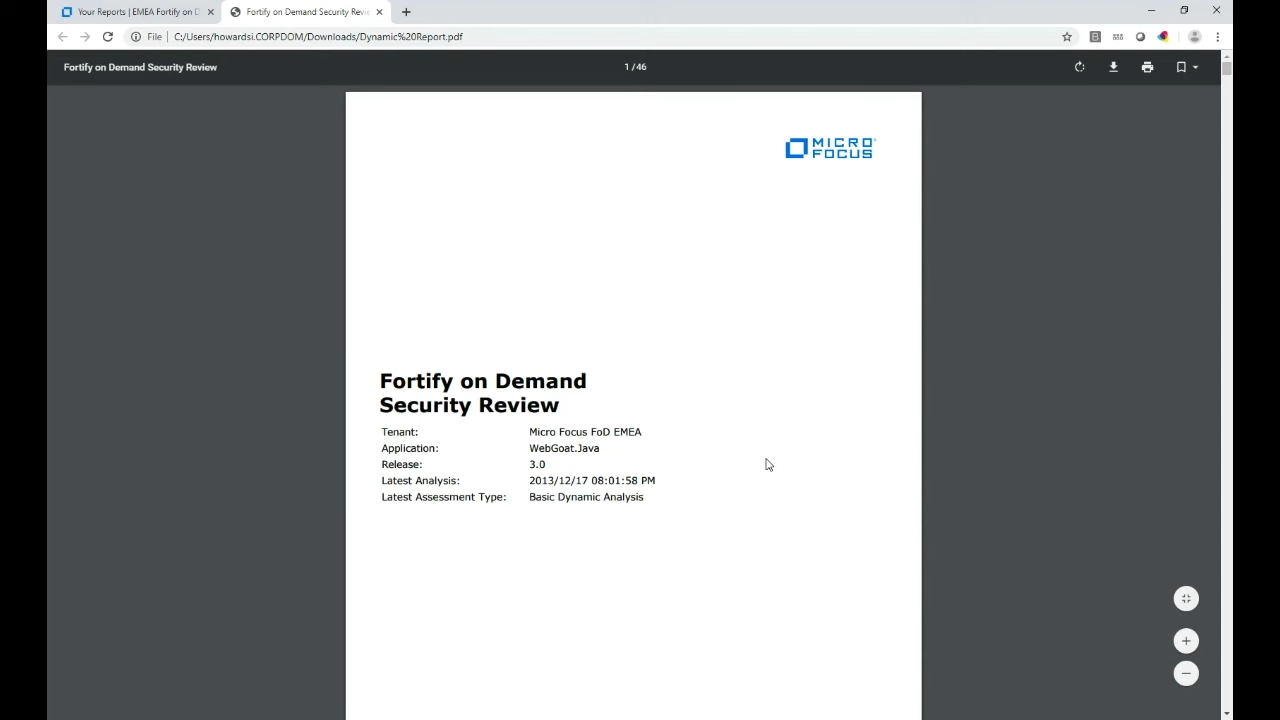 Your Reports | EMEA Fortify on D
Fortify on Demand Security Revie
File | C:/Users/howardsi.CORPDOM/Downloads/Dynamic%20Report.pdf
Fortify on Demand Security Review
1 / 46
MICRO
FOCUS
Fortify on Demand
Security Review
Tenant: Micro Focus FoD EMEA
Application: WebGoat.Java
Release: 3.0
Latest Analysis: 2013/12/17 08:01:58 PM
Latest Assessment Type: Basic Dynamic Analysis